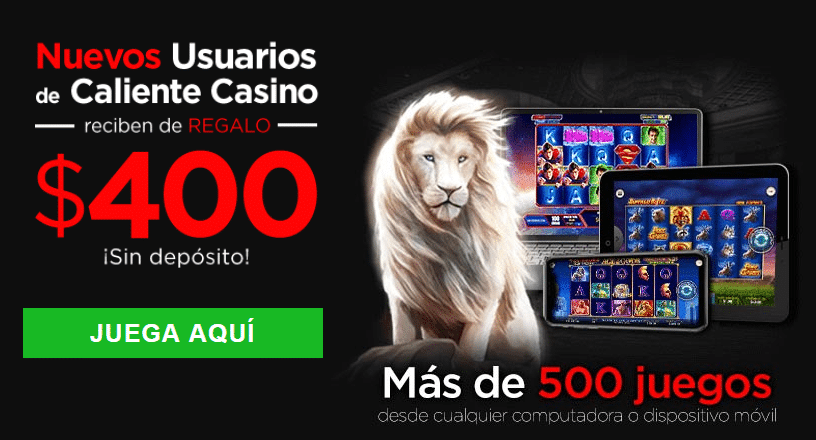 Nuevos Usuarios
de Caliente Casino
reciben de REGALO
$400
¡Sin depósito!
JUEGA AQUÍ
Más de 500 juegos
desde cualquier computadora o dispositivo móvil